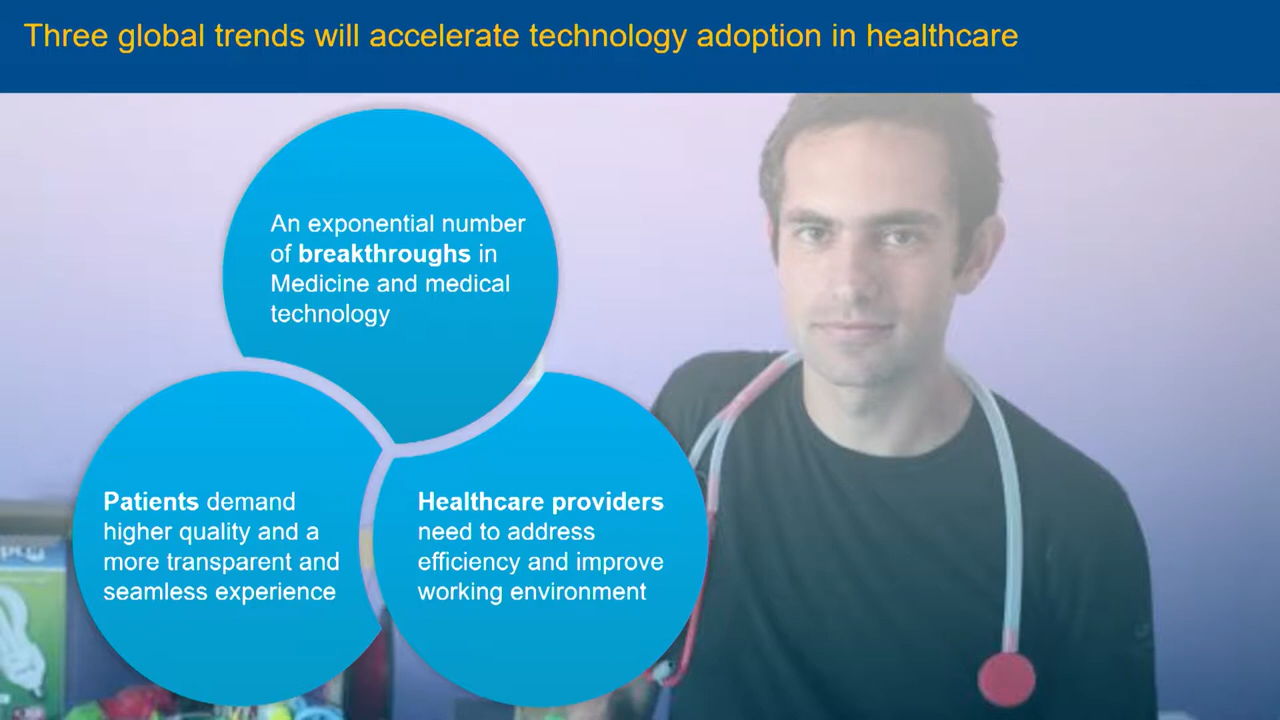 Three global trends will accelerate technology adoption in healthcare
An exponential number
of breakthroughs in
Medicine and medical
technology
Patients demand
higher quality and a
more transparent and
seamless experience
Healthcare providers
need to address
efficiency and improve
working environment